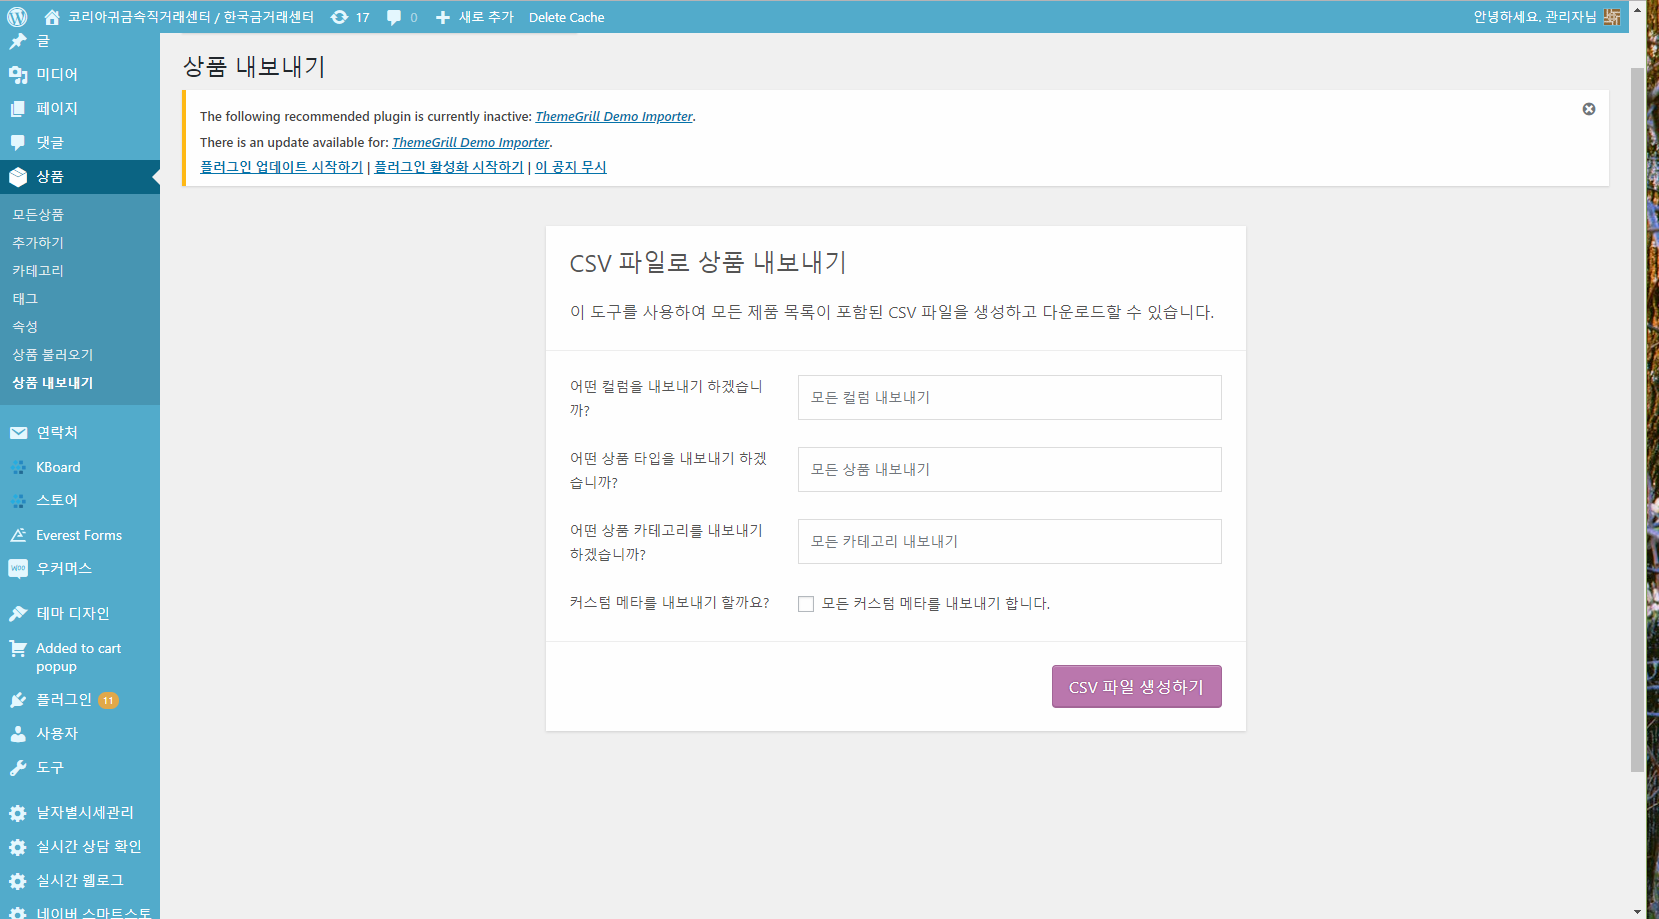 코리아귀금속직거래센터 / 한국금거래센터 17 0 새로 추가 Delete Cache 안녕하세요. 관리자님
글
미디어
페이지
댓글
상품
모든상품
추가하기
카테고리
태그
속성
상품 불러오기
상품 내보내기
연락처
KBoard
스토어
Everest Forms
woo 우커머스
테마 디자인
Added to cart
popup
플러그인 11
사용자
도구
날자별시세관리
실시간 상담 확인
실시간 웹로그
네이버 스마트스토
상품 내보내기
The following recommended plugin is currently inactive: ThemeGrill Demo Importer.
There is an update available for: ThemeGrill Demo Importer.
플러그인 업데이트 시작하기 | 플러그인 활성화 시작하기 | 이 공지 무시
CSV 파일로 상품 내보내기
이 도구를 사용하여 모든 제품 목록이 포함된 CSV 파일을 생성하고 다운로드할 수 있습니다.
어떤 컬럼을 내보내기 하겠습니
까?
모든 컬럼 내보내기
어떤 상품 타입을 내보내기 하겠
습니까?
모든 상품 내보내기
어떤 상품 카테고리를 내보내기
하겠습니까?
모든 카테고리 내보내기
커스텀 메타를 내보내기 할까요?
모든 커스텀 메타를 내보내기 합니다.
CSV 파일 생성하기